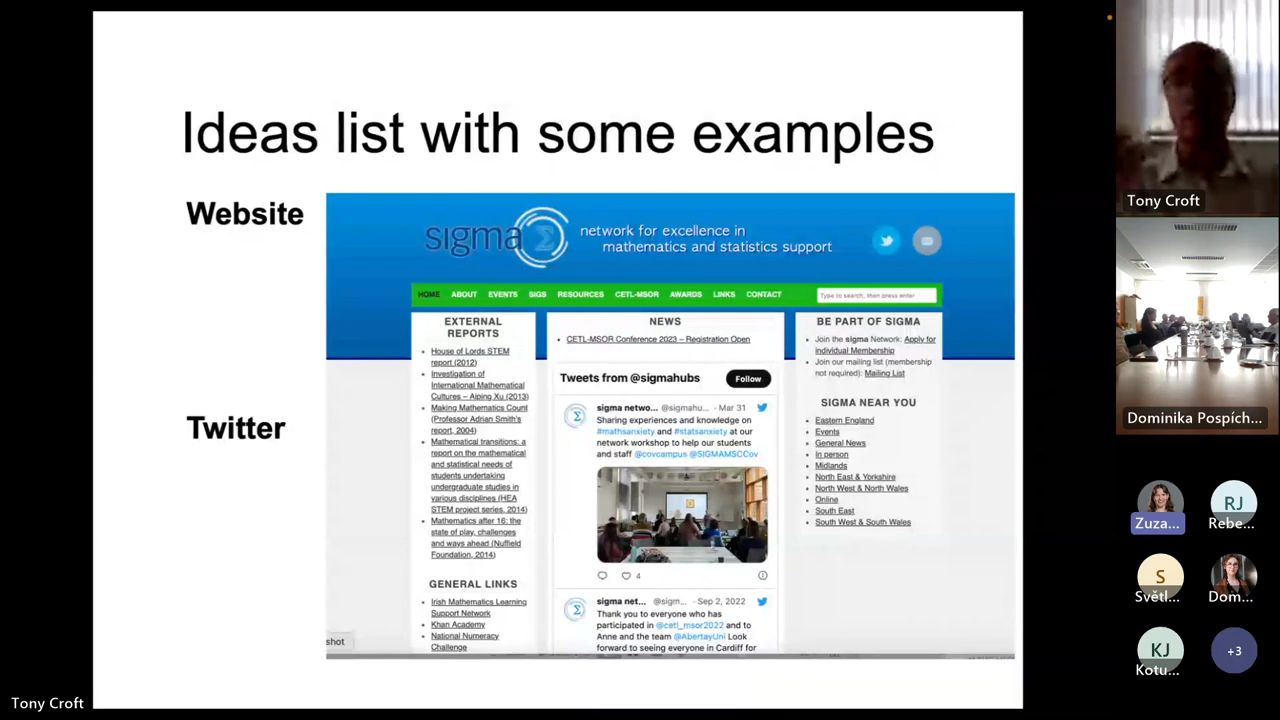 Ideas list with some examples
Website
Twitter
sigma Σ
network for excellence in
mathematics and statistics support
HOME ABOUT EVENTS SIGS RESOURCES CETL-MSOR AWARDS LINKS CONTACT
Type to search, then press enter
EXTERNAL
REPORTS
House of Lords STEM
report (2012)
Investigation of
International Mathematical
Cultures – Aiping Xu (2013)
Making Mathematics Count
(Professor Adrian Smith's
report, 2004)
Mathematical transitions: a
report on the mathematical
and statistical needs of
students undertaking
undergraduate studies in
various disciplines (HEA
STEM project series, 2014)
Mathematics after 16: the
state of play, challenges
and ways ahead (Nuffield
Foundation, 2014)
GENERAL LINKS
Irish Mathematics Learning
Support Network
Khan Academy
National Numeracy
Challenge
NEWS
CETL-MSOR Conference 2023 – Registration Open
Tweets from @sigmahubs
Follow
sigma netwo... @sigmahu... · Mar 31
Sharing experiences and knowledge on
#mathsanxiety and #statsanxiety at our
network workshop to help our students
and staff @covcampus @SIGMAMSCCov
4
sigma net... @sigm... · Sep 2, 2022
Thank you to everyone who has
participated in @cetl_msor2022 and to
Anne and the team @AbertayUni Look
forward to seeing everyone in Cardiff for
BE PART OF SIGMA
Join the sigma Network: Apply for
individual Membership
Join our mailing list (membership
not required): Mailing List
SIGMA NEAR YOU
Eastern England
Events
General News
In person
Midlands
North East & Yorkshire
North West & North Wales
Online
South East
South West & South Wales
shot
Tony Croft
Tony Croft
Dominika Pospích...
Zuza...
RJ
Rebe...
S
Světl...
Dom...
KJ
Kotu...
+3